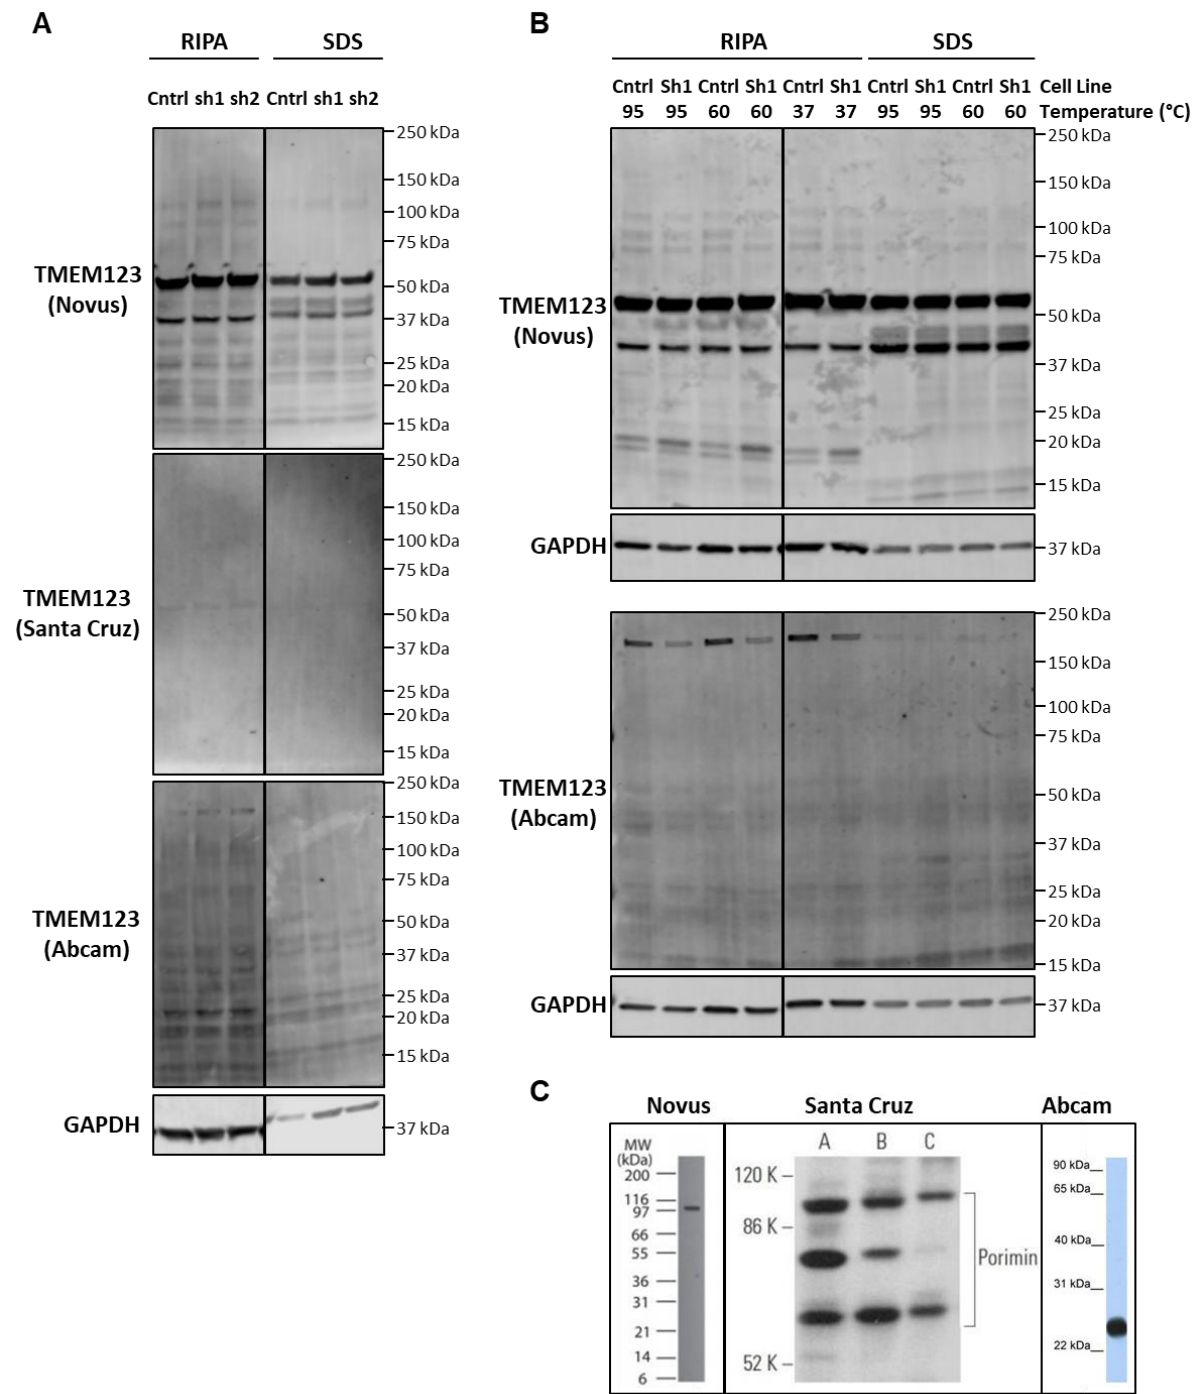 A
RIPA SDS
Cntrl sh1 sh2 Cntrl sh1 sh2
250 kDa
150 kDa
100 kDa
75 kDa
TMEM123
(Novus)
50 kDa
37 kDa
25 kDa
20 kDa
15 kDa
250 kDa
150 kDa
100 kDa
75 kDa
TMEM123
(Santa Cruz)
50 kDa
37 kDa
25 kDa
20 kDa
15 kDa
250 kDa
150 kDa
100 kDa
75 kDa
TMEM123
(Abcam)
50 kDa
37 kDa
25 kDa
20 kDa
15 kDa
GAPDH
37 kDa
B
RIPA SDS
Cntrl Sh1 Cntrl Sh1 Cntrl Sh1 Cntrl Sh1 Cntrl Sh1 Cell Line
95 95 60 60 37 37 95 95 60 60 Temperature (°C)
250 kDa
150 kDa
100 kDa
75 kDa
TMEM123
(Novus)
50 kDa
37 kDa
25 kDa
20 kDa
15 kDa
GAPDH
37 kDa
250 kDa
150 kDa
100 kDa
75 kDa
TMEM123
(Abcam)
50 kDa
37 kDa
25 kDa
20 kDa
15 kDa
GAPDH
37 kDa
C
Novus Santa Cruz Abcam
MW
(kDa)
200
116
97
66
55
36
31
21
14
6
A B C
120 K
86 K
Porimin
52 K
90 kDa
65 kDa
40 kDa
31 kDa
22 kDa